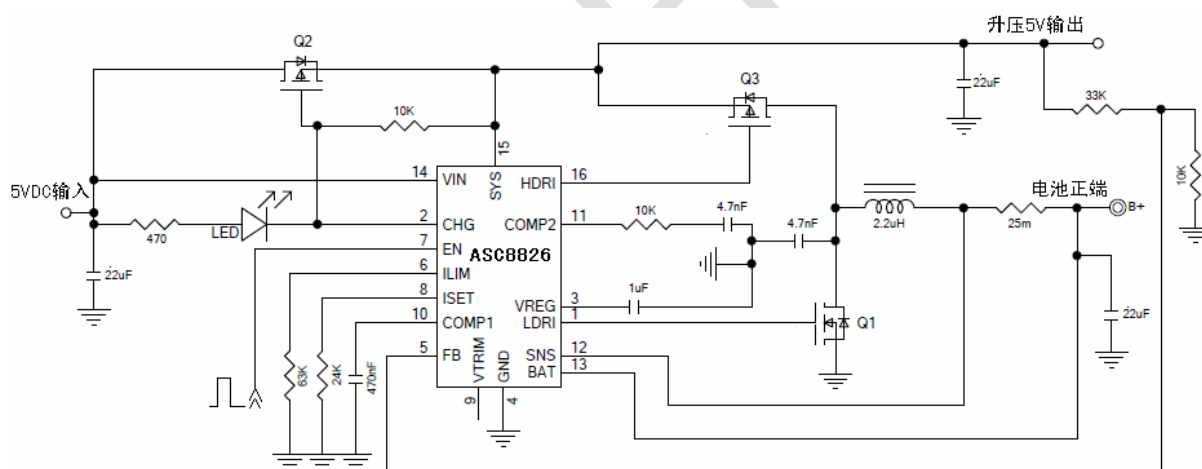 升压5V输出
Q2
Q3
22uF
33K
10K
10K
15
SYS
14
VIN
HDRI
16
5VDC输入
电池正端
B+
470
LED
2
CHG
COMP2
11
10K
4.7nF
4.7nF
2.2uH
25m
7
EN
ASC8826
22uF
6
ILIM
1uF
8
ISET
VREG
3
10
COMP1
LDRI
1
Q1
22uF
5
FB
SNS
12
BAT
13
VTRIM
GND
63K
24K
470nF
9
4